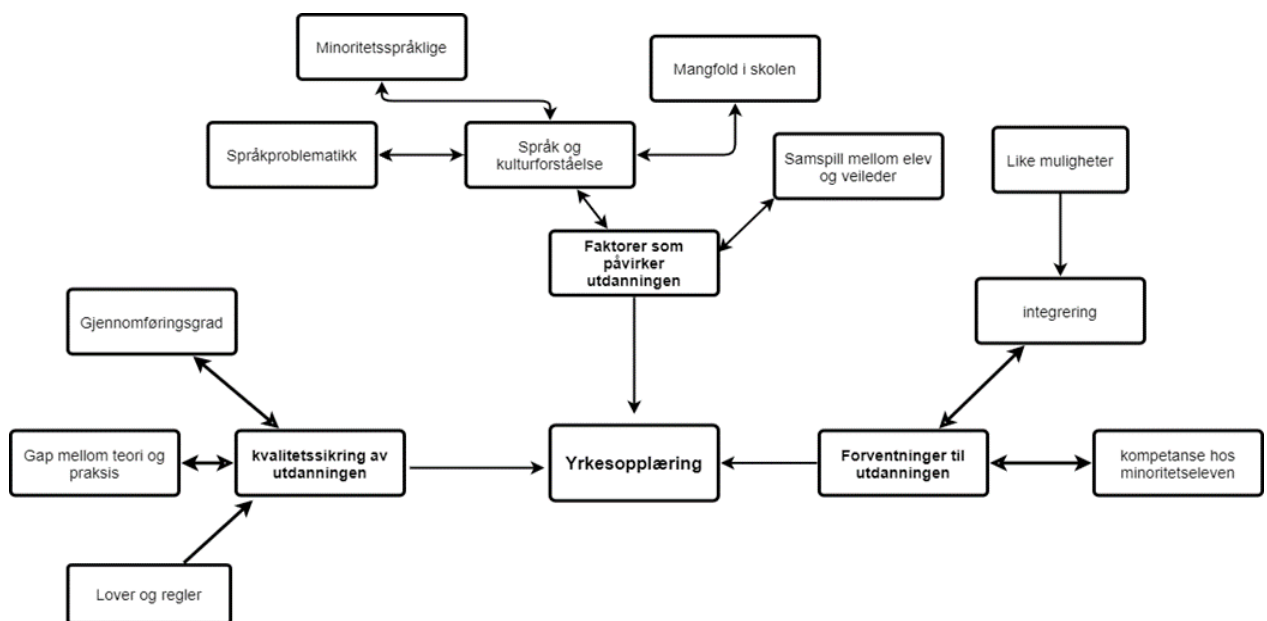 Minoritetsspråklige
Mangfold i skolen
Språkproblematikk
Språk og
kulturforståelse
Samspill mellom elev
og veileder
Like muligheter
Faktorer som
påvirker
utdanningen
Gjennomføringsgrad
integrering
Gap mellom teori og
praksis
kvalitetssikring av
utdanningen
Yrkesopplæring
Forventninger til
utdanningen
kompetanse hos
minoritetseleven
Lover og regler